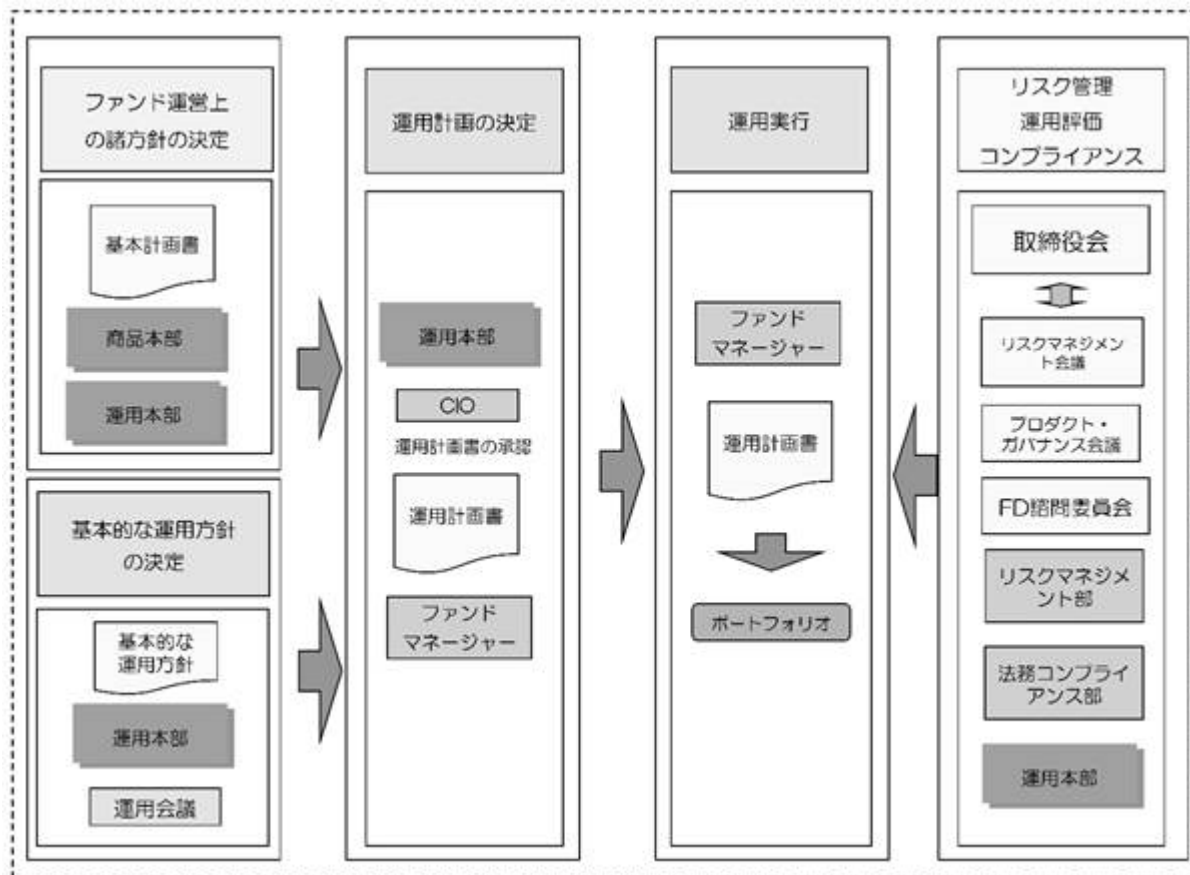 ファンド運営上
の諸方針の決定
基本計画書
商品本部
運用本部
基本的な運用方針
の決定
基本的な
運用方針
運用本部
運用会議
運用計画の決定
運用本部
CIO
運用計画書の承認
運用計画書
ファンド
マネージャー
運用実行
ファンド
マネージャー
運用計画書
ポートフォリオ
リスク管理
運用評価
コンプライアンス
取締役会
リスクマネジメン
ト会議
プロダクト・
ガバナンス会議
FD諮問委員会
リスクマネジメ
ント部
法務コンプライ
アンス部
運用本部